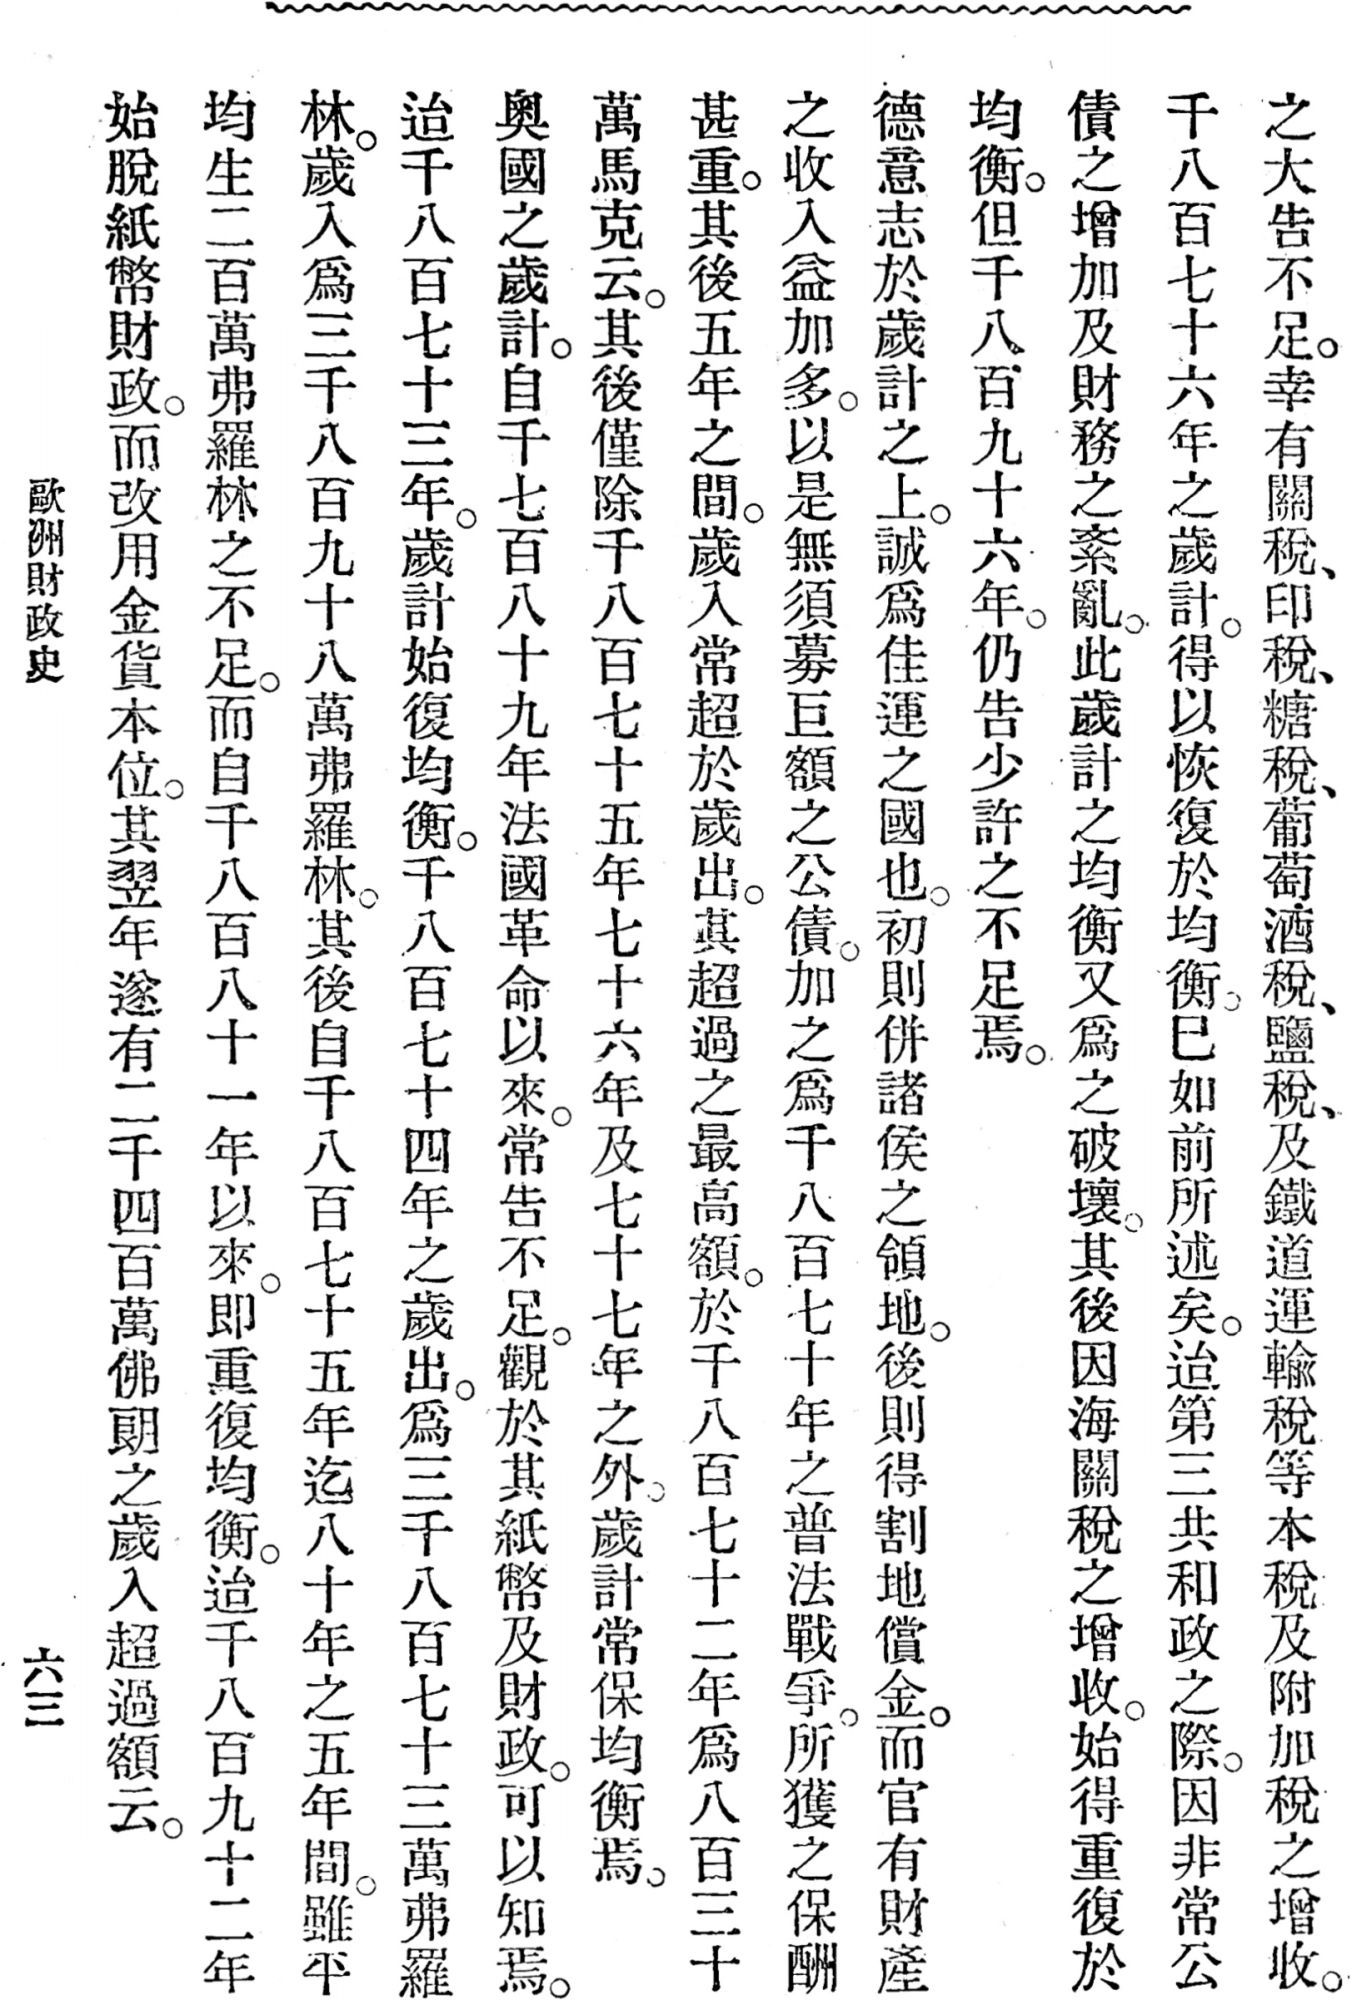 之大告不足。幸有關稅、印稅、糖稅、葡萄酒稅、鹽稅、及鐵道運輸稅等本稅及附加稅之增收。
千八百七十六年之歲計。得以恢復於均衡。已如前所述矣。迨第三共和政之際。因非常公
債之增加及財務之紊亂。此歲計之均衡又爲之破壞。其後因海關稅之增收。始得重復於
均衡。但千八百九十六年。仍告少許之不足焉。
德意志於歲計之上。誠爲佳運之國也。初則併諸侯之領地。後則得割地償金。而官有財產
之收入益加多。以是無須募巨額之公債。加之爲千八百七十年之普法戰爭。所獲之保酬
甚重。其後五年之間。歲入常超於歲出。其超過之最高額。於千八百七十二年爲八百三十
萬馬克云。其後僅除千八百七十五年七十六年及七十七年之外。歲計常保均衡焉。
奧國之歲計。自千七百八十九年法國革命以來。常告不足。觀於其紙幣及財政。可以知焉。
迨千八百七十三年。歲計始復均衡。千八百七十四年之歲出。爲三千八百七十三萬弗羅
林。歲入爲三千八百九十八萬弗羅林。其後自千八百七十五年迄八十年之五年間。雖平
均生二百萬弗羅林之不足。而自千八百八十一年以來。即重復均衡。迨千八百九十二年
始脫紙幣財政。而改用金貨本位。其翌年遂有二千四百萬佛郎之歲入超過額云。
歐洲財政史
六三